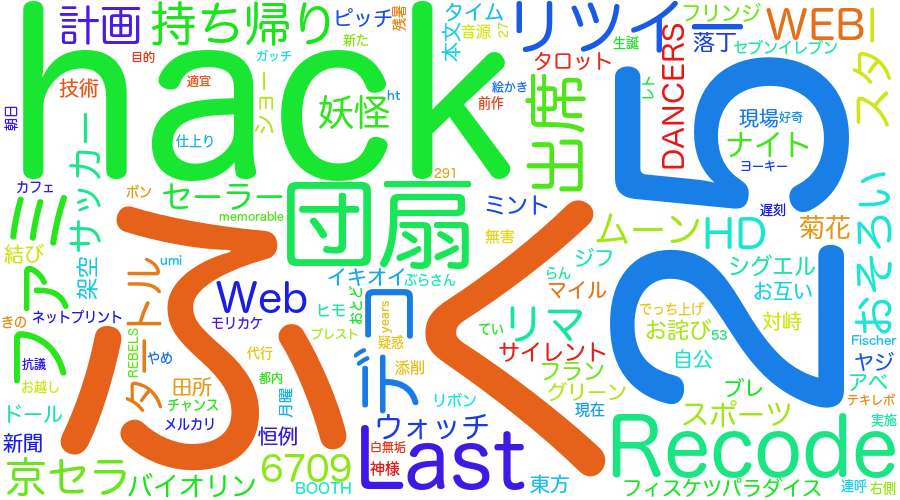 hack
ふく
25
計画
持ち帰り
ピッチ
残暑
タイム
本文
音源
27
新た
リツイート
フリンジ
WEB
スター
生誕
落丁
セブンイレブン
目的
ガッチ
タロット
DANCERS
技術
適宜
ショー
妖怪
ht
絵かき
前作
出席
朝日
仕上り
現場
好奇
ナイト
ヨーキー
サッカー
カフェ
ボン
セーラー
291
団扇
遅刻
おそろい
ファミ
memorable
ミント
ムーン
HD
菊花
結び
架空
umi
無害
イキオイ
ぶらさん
ジフ
シグエル
タートル
Web
おとど
らん
マイル
お互い
きの
ネットプリント
モリカケ
ヒモ
デコ
years
てい
リマ
でっち上げ
お詫び
53
対峙
REBELS
やめ
プレスト
疑惑
サイレント
Fischer
抗議
代行
添削
フラン
自公
ヤジ
お越し
田所
都内
月曜
リボン
グリーン
ブレ
アベ
ドール
チャンス
メルカリ
現在
スポーツ
テキレボ
新聞
恒例
ウォッチ
白無垢
Last
Recode
実施
京セラ
バイオリン
6709
神様
BOOTH
東方
フィスケツパラダイス
連呼
右側